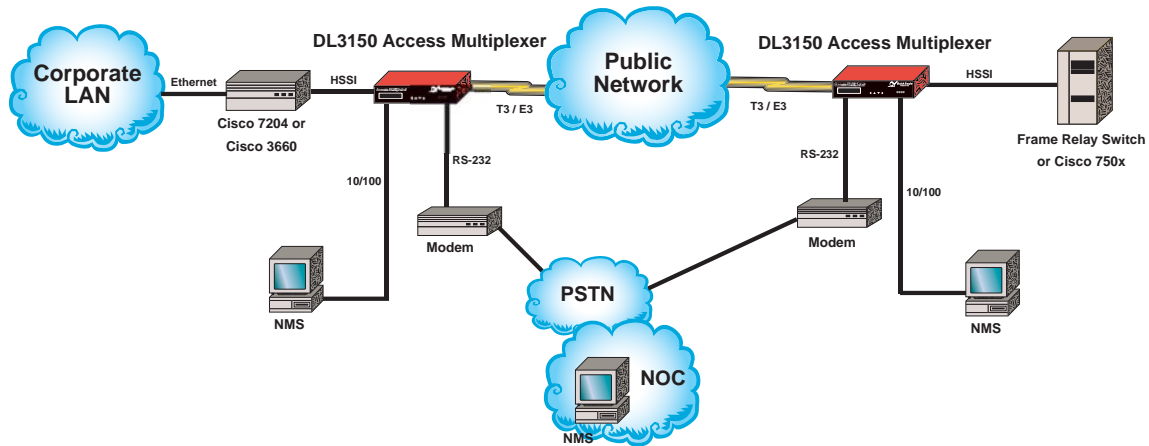 DL3150 Access Multiplexer
DL3150 Access Multiplexer
Corporate
LAN
Ethernet
HSSI
Cisco 7204 or
Cisco 3660
T3 / E3
Public
Network
T3 / E3
HSSI
Frame Relay Switch
or Cisco 750x
RS-232
10/100
Modem
NMS
RS-232
10/100
Modem
NMS
PSTN
NOC
NMS